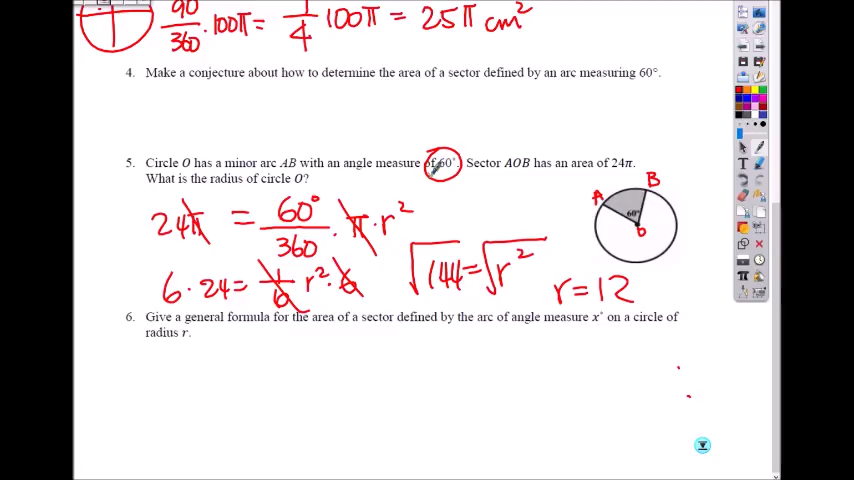 90/360 · 100π = 1/4 100π = 25π cm²
4. Make a conjecture about how to determine the area of a sector defined by an arc measuring 60°.
5. Circle O has a minor arc AB with an angle measure of 60°. Sector AOB has an area of 24π.
What is the radius of circle O?
A B
60°
O
24π = 60°/360 · π · r²
6 · 24 = 1/6 r² · 6 √144 = √r² r = 12
6. Give a general formula for the area of a sector defined by the arc of angle measure x° on a circle of
radius r.